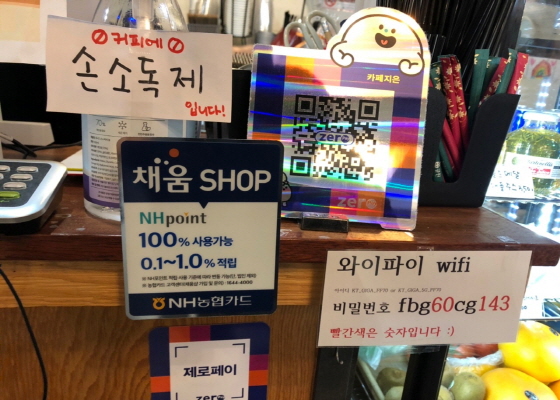 커피에
손소독제
입니다!
카페지은
zero
zero
채움 SHOP
NHpoint
100% 사용가능
0.1~1.0% 적립
NH농협카드
제로페이
zero
와이파이 wifi
비밀번호 fbg60cg143
빨간색은 숫자입니다 :)